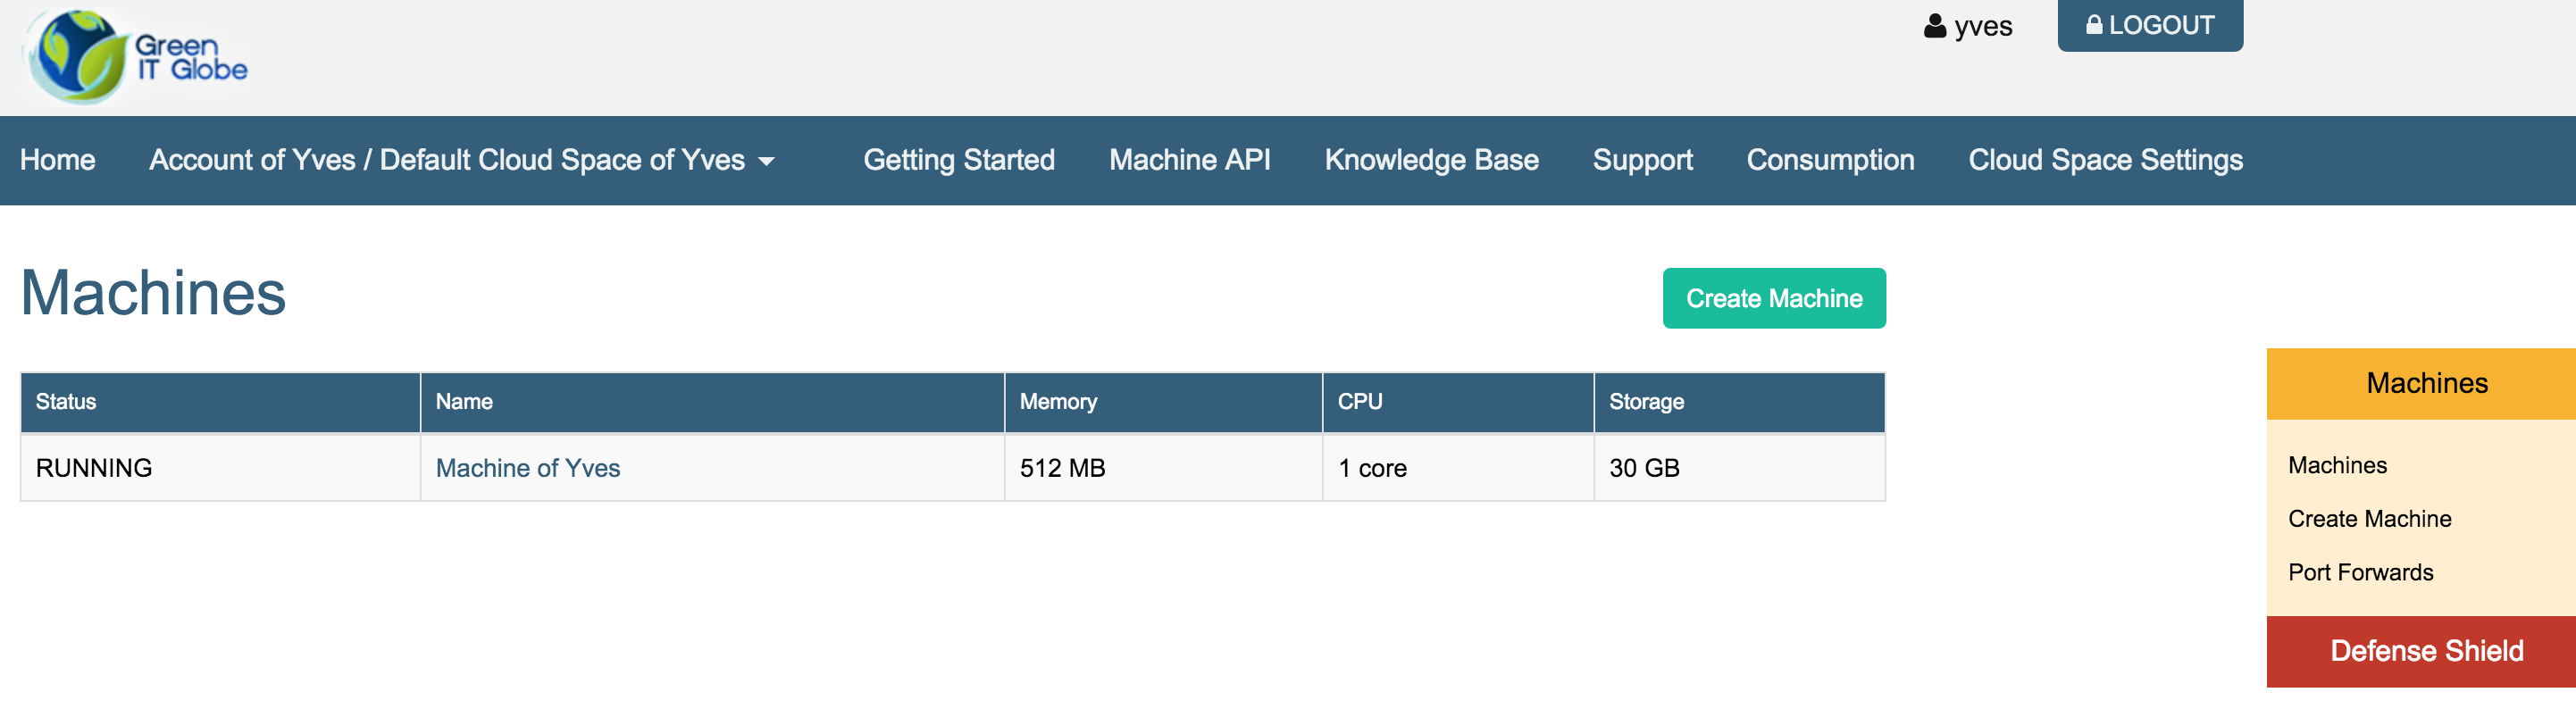 Green
IT Globe
yves
LOGOUT
Home Account of Yves / Default Cloud Space of Yves Getting Started Machine API Knowledge Base Support Consumption Cloud Space Settings
Machines
Create Machine
Status Name Memory CPU Storage
RUNNING Machine of Yves 512 MB 1 core 30 GB
Machines
Machines
Create Machine
Port Forwards
Defense Shield